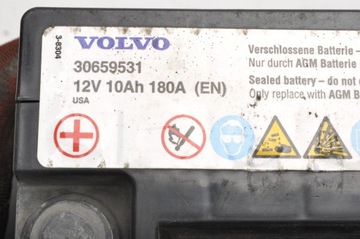 3-8304
VOLVO
30659531
12V 10Ah 180A (EN)
USA
Verschlossene Batterie -
Nur durch AGM Batterie
Sealed battery - do not
Only replace with AGM